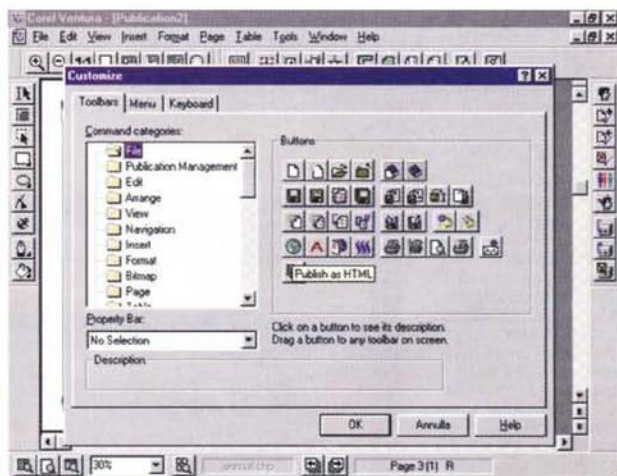 Corel Ventura - [Publication2]
File Edit View Insert Format Page Table Tools Window Help
Customize
Toolbars Menu Keyboard
Command categories:
File
Publication Management
Edit
Arrange
View
Navigation
Insert
Format
Bitmap
Page
Table
Buttons
Publish as HTML
Property Bar:
No Selection
Click on a button to see its description.
Drag a button to any toolbar on screen.
Description
OK Annulla Help
30%
Page 3 (1) R